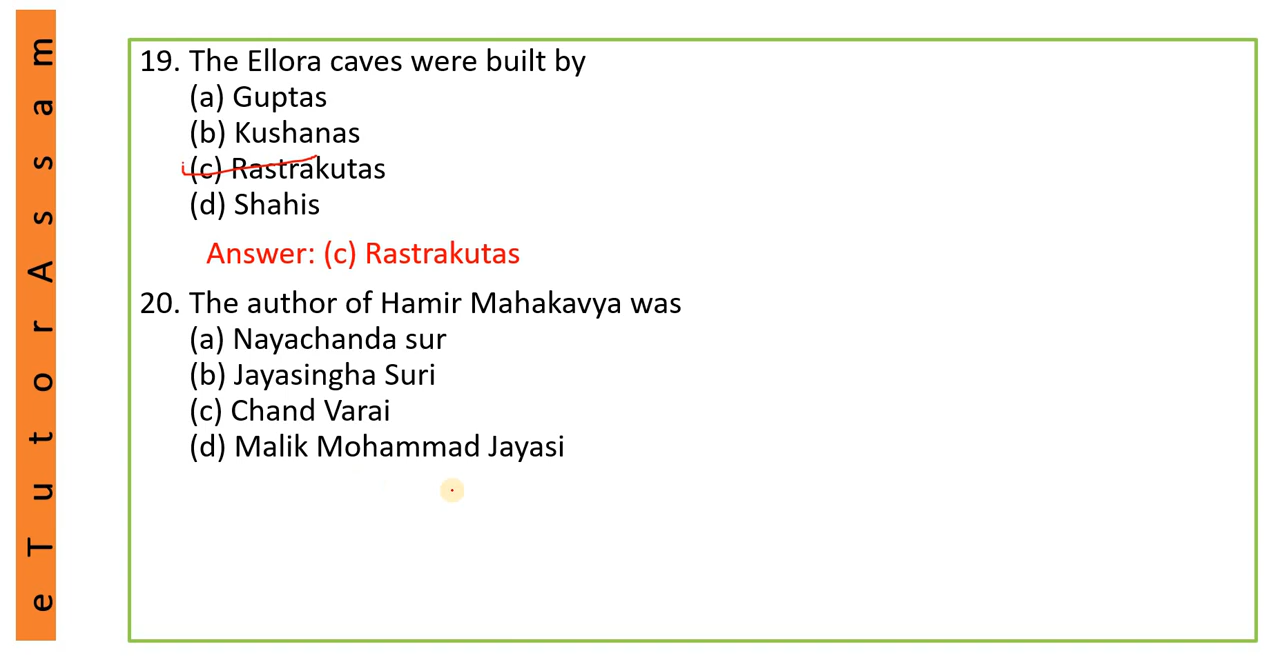 eTutorAssam
19. The Ellora caves were built by
(a) Guptas
(b) Kushanas
(c) Rastrakutas
(d) Shahis
Answer: (c) Rastrakutas
20. The author of Hamir Mahakavya was
(a) Nayachanda sur
(b) Jayasingha Suri
(c) Chand Varai
(d) Malik Mohammad Jayasi